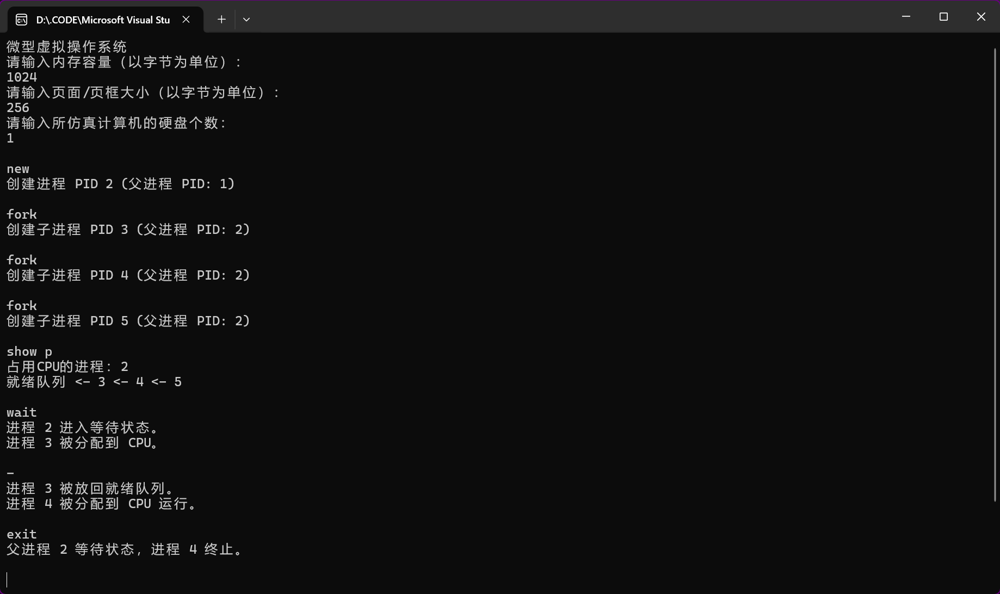 D:\.CODE\Microsoft Visual Stu
微型虚拟操作系统
请输入内存容量（以字节为单位）：
1024
请输入页面/页框大小（以字节为单位）：
256
请输入所仿真计算机的硬盘个数：
1
new
创建进程 PID 2 (父进程 PID: 1)
fork
创建子进程 PID 3 (父进程 PID: 2)
fork
创建子进程 PID 4 (父进程 PID: 2)
fork
创建子进程 PID 5 (父进程 PID: 2)
show p
占用CPU的进程: 2
就绪队列 <- 3 <- 4 <- 5
wait
进程 2 进入等待状态。
进程 3 被分配到 CPU。
-
进程 3 被放回就绪队列。
进程 4 被分配到 CPU 运行。
exit
父进程 2 等待状态, 进程 4 终止。